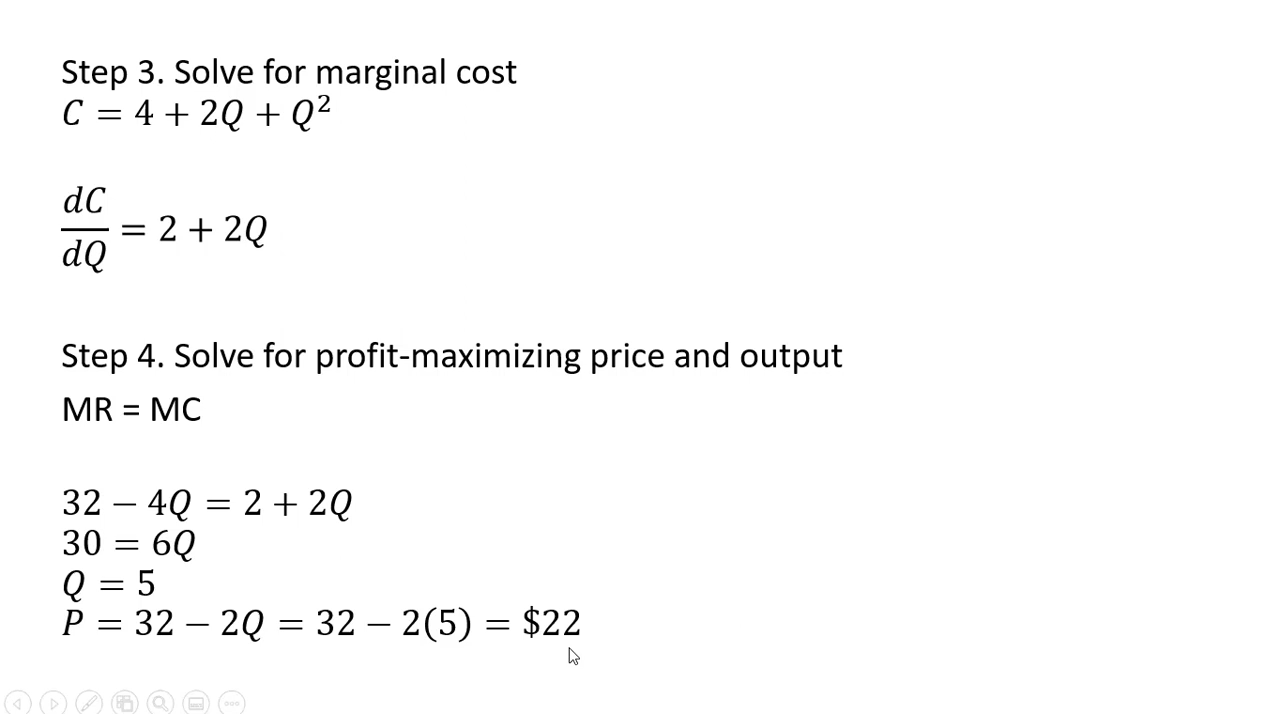 Step 3. Solve for marginal cost
C = 4 + 2Q + Q²
dC/dQ = 2 + 2Q
Step 4. Solve for profit-maximizing price and output
MR = MC
32 − 4Q = 2 + 2Q
30 = 6Q
Q = 5
P = 32 − 2Q = 32 − 2(5) = $22